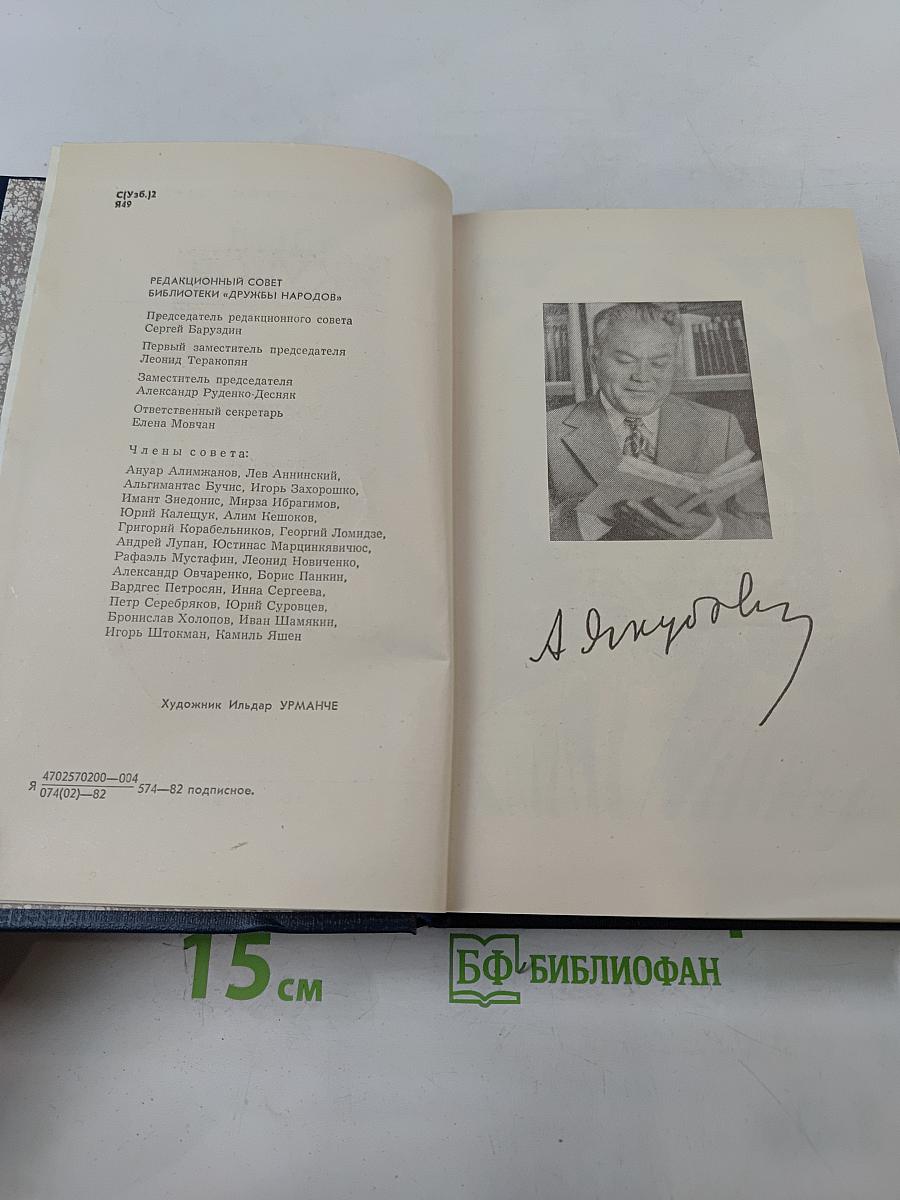 С(Узб.)2
Я49
РЕДАКЦИОННЫЙ СОВЕТ
БИБЛИОТЕКИ «ДРУЖБЫ НАРОДОВ»
Председатель редакционного совета
Сергей Баруздин
Первый заместитель председателя
Леонид Теракопян
Заместитель председателя
Александр Руденко-Десняк
Ответственный секретарь
Елена Мовчан
Члены совета:
Ануар Алимжанов, Лев Аннинский,
Альгимантас Бучис, Игорь Захорошко,
Имант Зиедонис, Мирза Ибрагимов,
Юрий Калещук, Алим Кешоков,
Григорий Корабельников, Георгий Ломидзе,
Андрей Лупан, Юстинас Марцинкявичюс,
Рафаэль Мустафин, Леонид Новиченко,
Александр Овчаренко, Борис Панкин,
Вардгес Петросян, Инна Сергеева,
Петр Серебряков, Юрий Суровцев,
Бронислав Холопов, Иван Шамякин,
Игорь Штокман, Камиль Яшен
Художник Ильдар УРМАНЧЕ
Я 4702570200—004
074(02)—82 574—82 подписное.
А Якубов
15 см
БФ БИБЛИОФАН